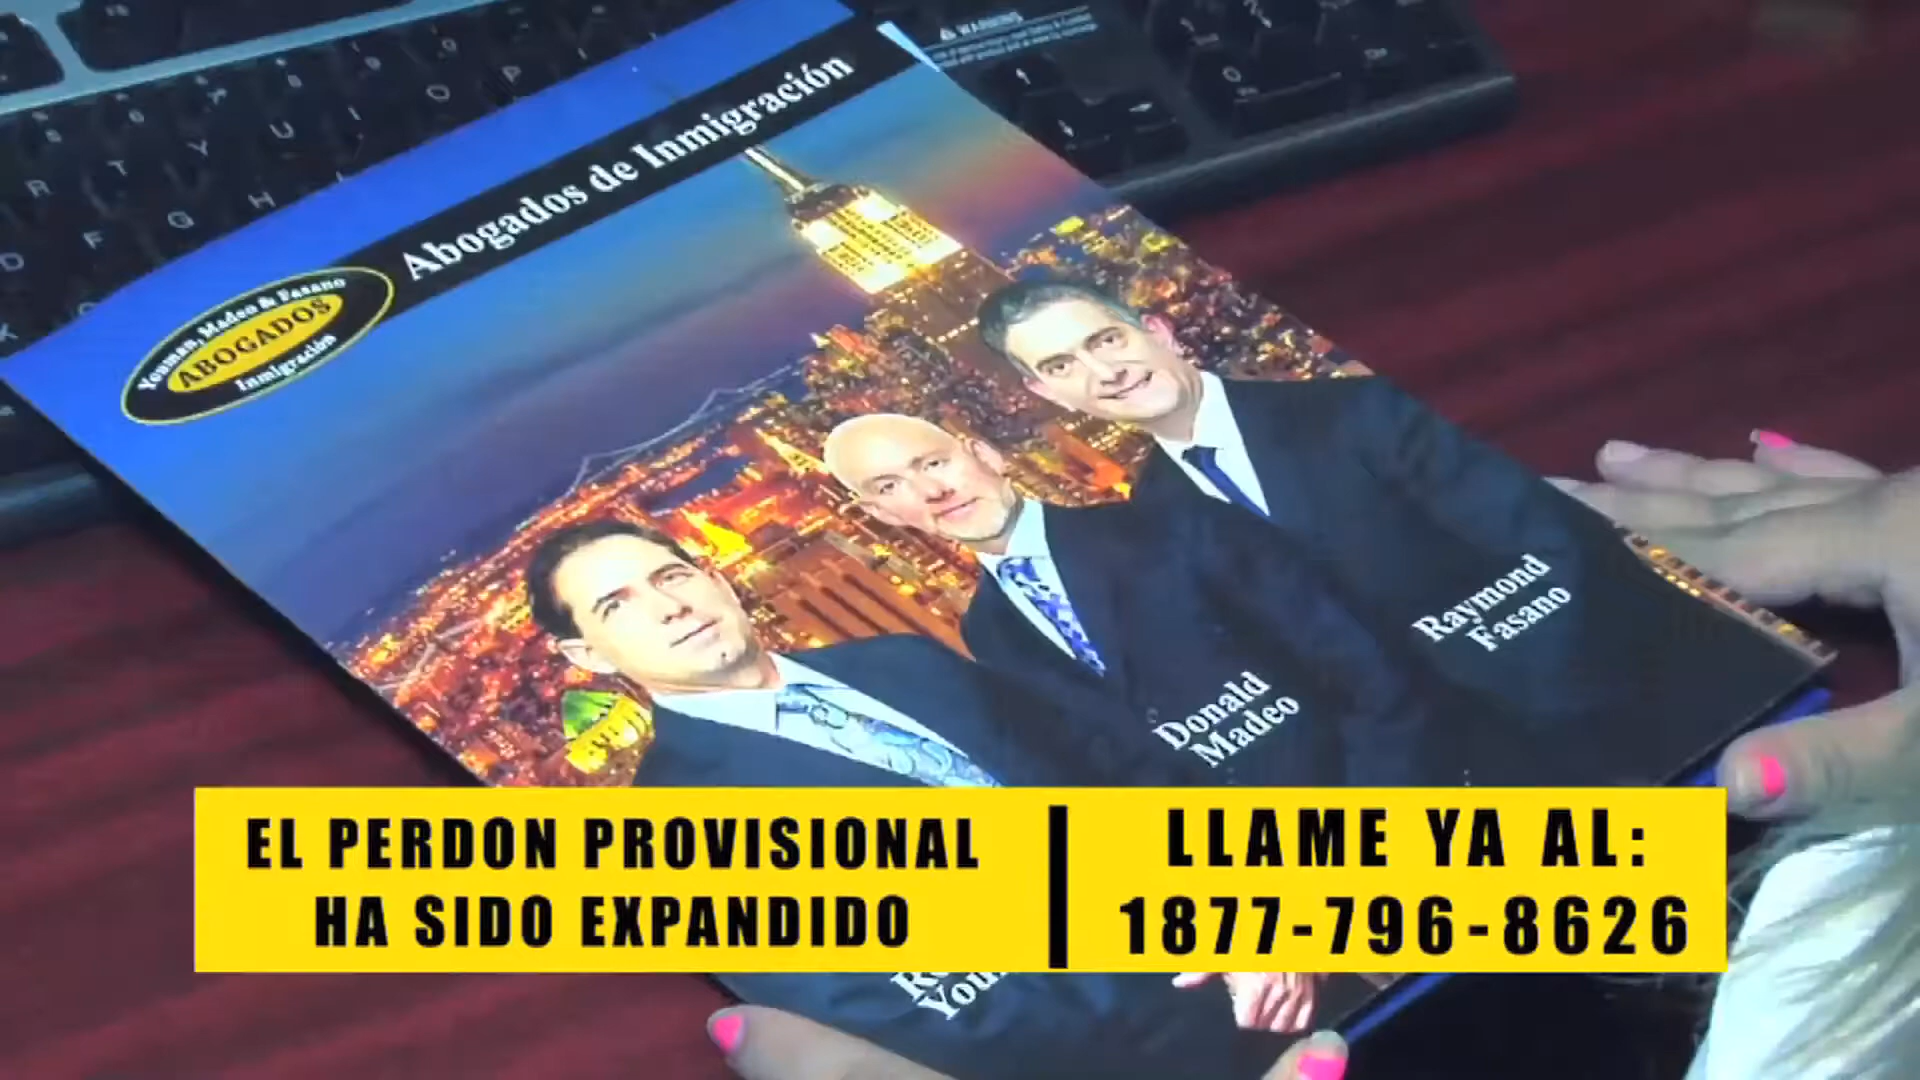 Abogados de Inmigración
Youman, Madeo & Fasano
ABOGADOS
Inmigración
Raymond
Fasano
Donald
Madeo
EL PERDON PROVISIONAL
HA SIDO EXPANDIDO
LLAME YA AL:
1877-796-8626
WARNING